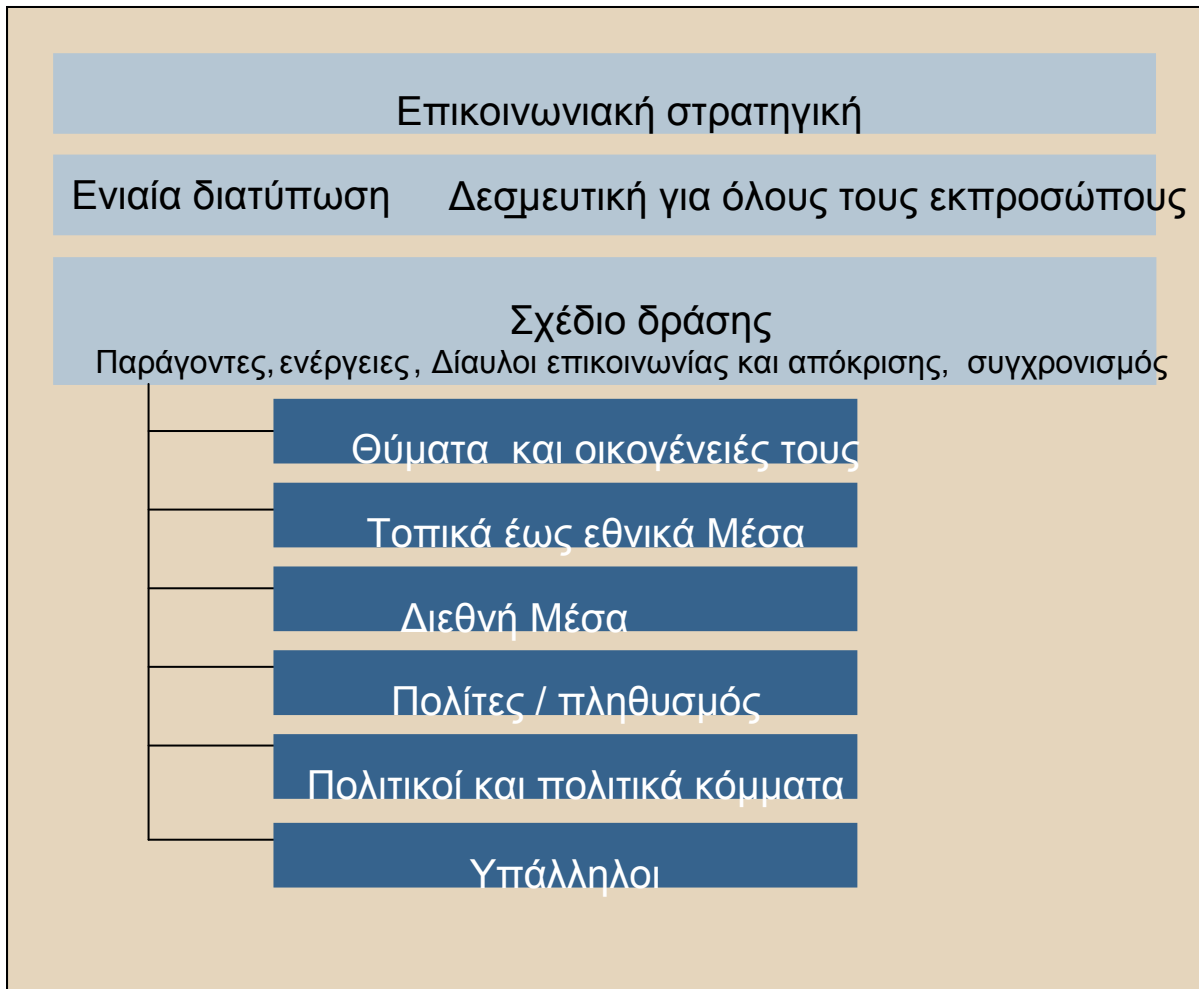 Επικοινωνιακή στρατηγική
Ενιαία διατύπωση Δεσμευτική για όλους τους εκπροσώπους
Σχέδιο δράσης
Παράγοντες, ενέργειες, Δίαυλοι επικοινωνίας και απόκρισης, συγχρονισμός
Θύματα και οικογένειές τους
Τοπικά έως εθνικά Μέσα
Διεθνή Μέσα
Πολίτες / πληθυσμός
Πολιτικοί και πολιτικά κόμματα
Υπάλληλοι